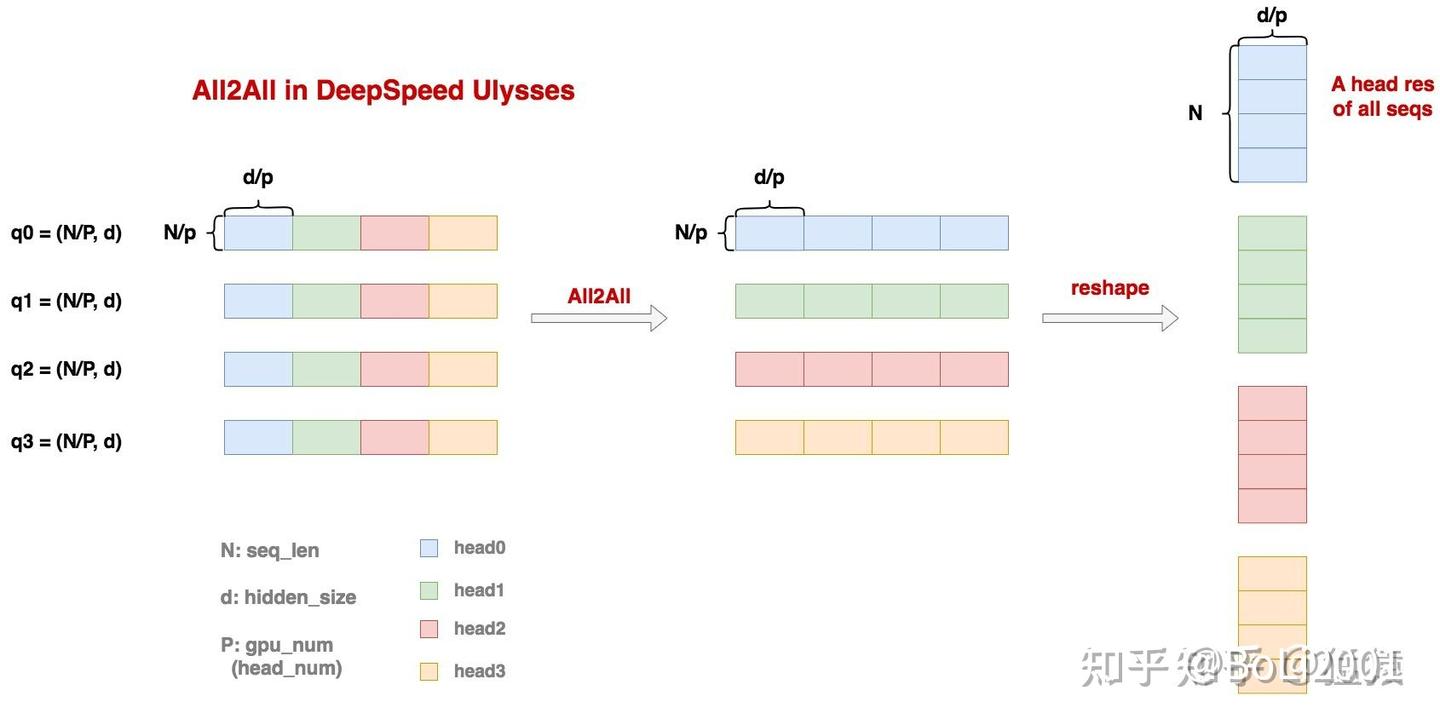 All2All in DeepSpeed Ulysses
d/p
N
A head res
of all seqs
d/p
d/p
q0 = (N/P, d)
N/p
N/p
q1 = (N/P, d)
All2All
reshape
q2 = (N/P, d)
q3 = (N/P, d)
N: seq_len
head0
d: hidden_size
head1
head2
P: gpu_num
(head_num)
head3
知乎